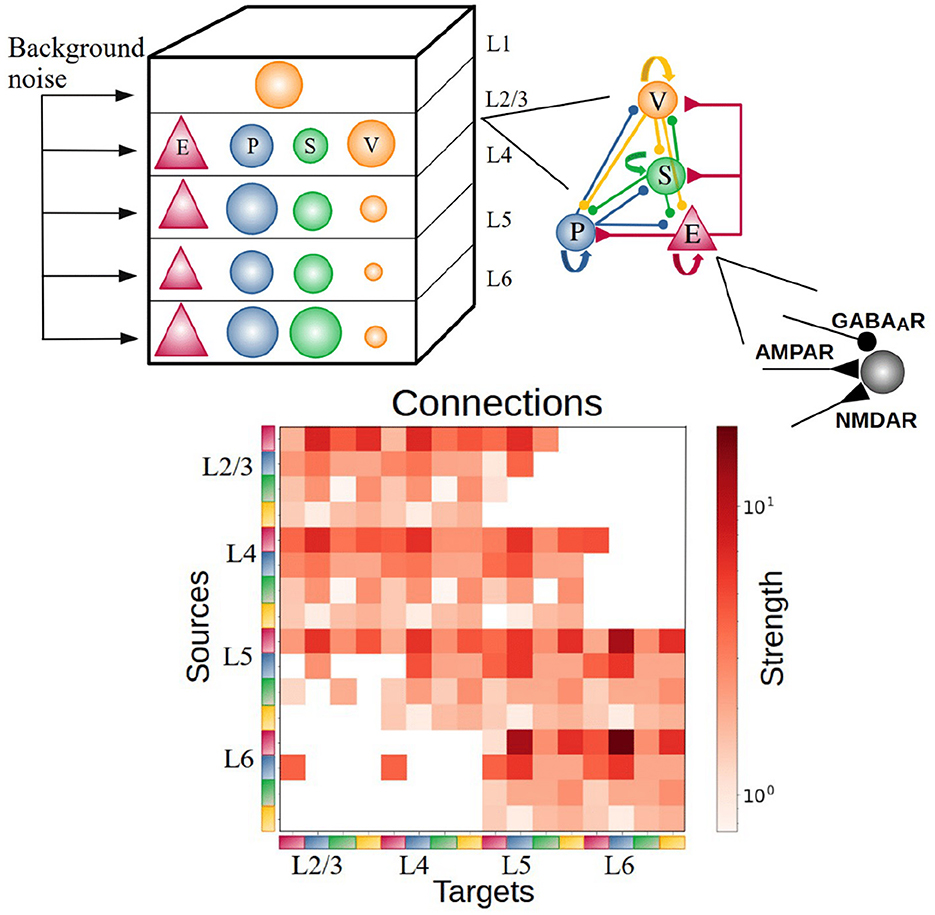 Background
noise
L1
L2/3
L4
L5
L6
E P S V
V
S
P E
GABAAR
AMPAR
NMDAR
Connections
L2/3
L4
L5
L6
Sources
L2/3 L4 L5 L6
Targets
10¹
10⁰
Strength